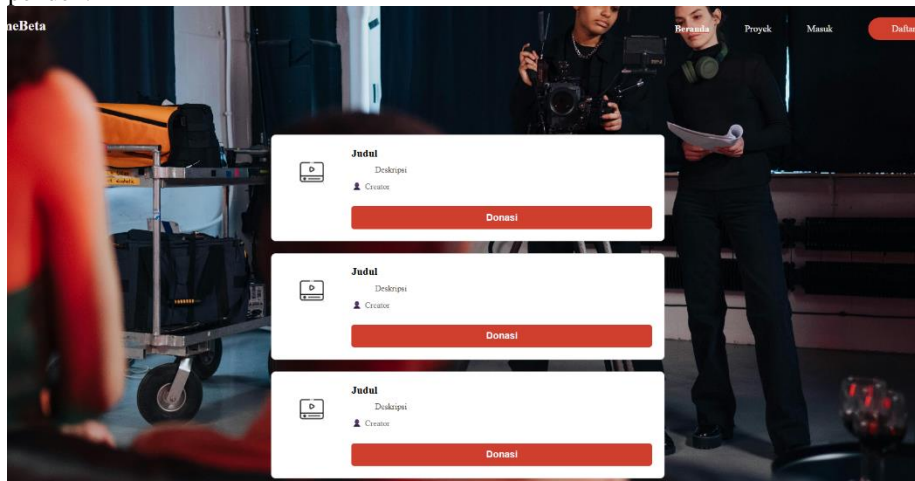 neBeta
Beranda Proyek Masuk Daftar
Judul
Deskripsi
Creator
Donasi
Judul
Deskripsi
Creator
Donasi
Judul
Deskripsi
Creator
Donasi